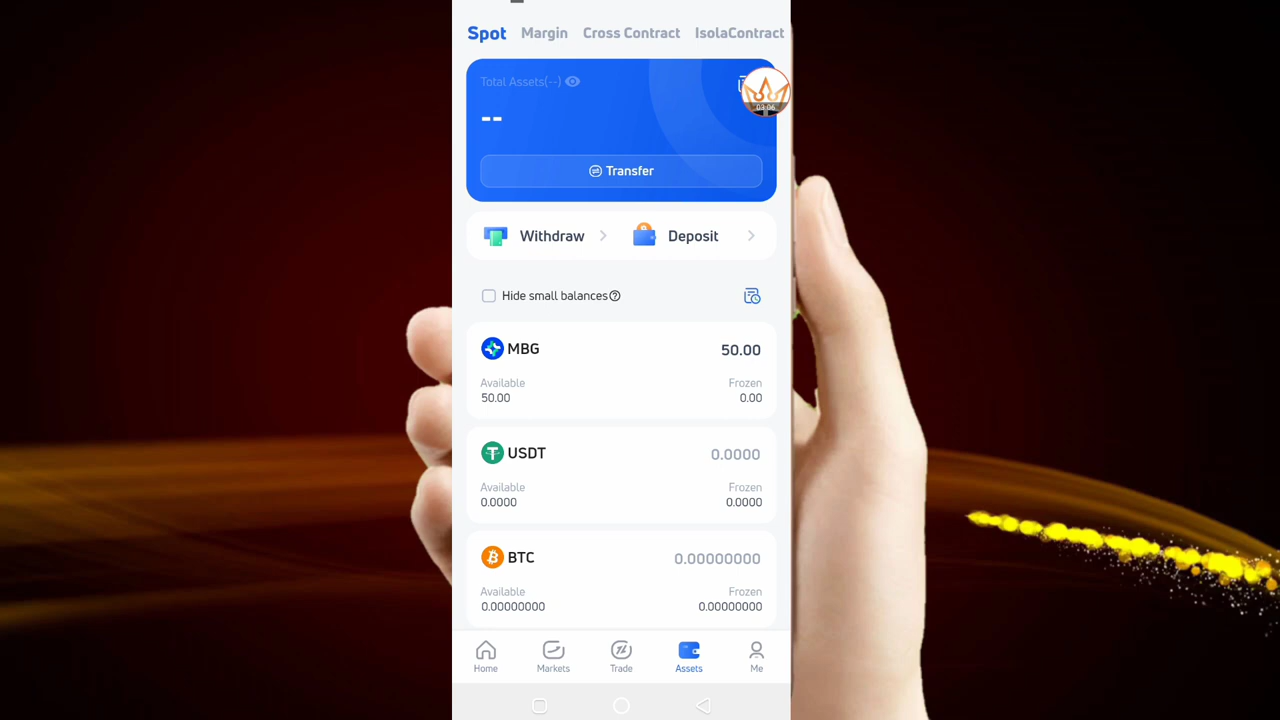 Spot Margin Cross Contract IsolaContract
Total Assets(--)
--
03:06
Transfer
Withdraw Deposit
Hide small balances
MBG 50.00
Available Frozen
50.00 0.00
USDT 0.0000
Available Frozen
0.0000 0.0000
BTC 0.00000000
Available Frozen
0.00000000 0.00000000
Home Markets Trade Assets Me